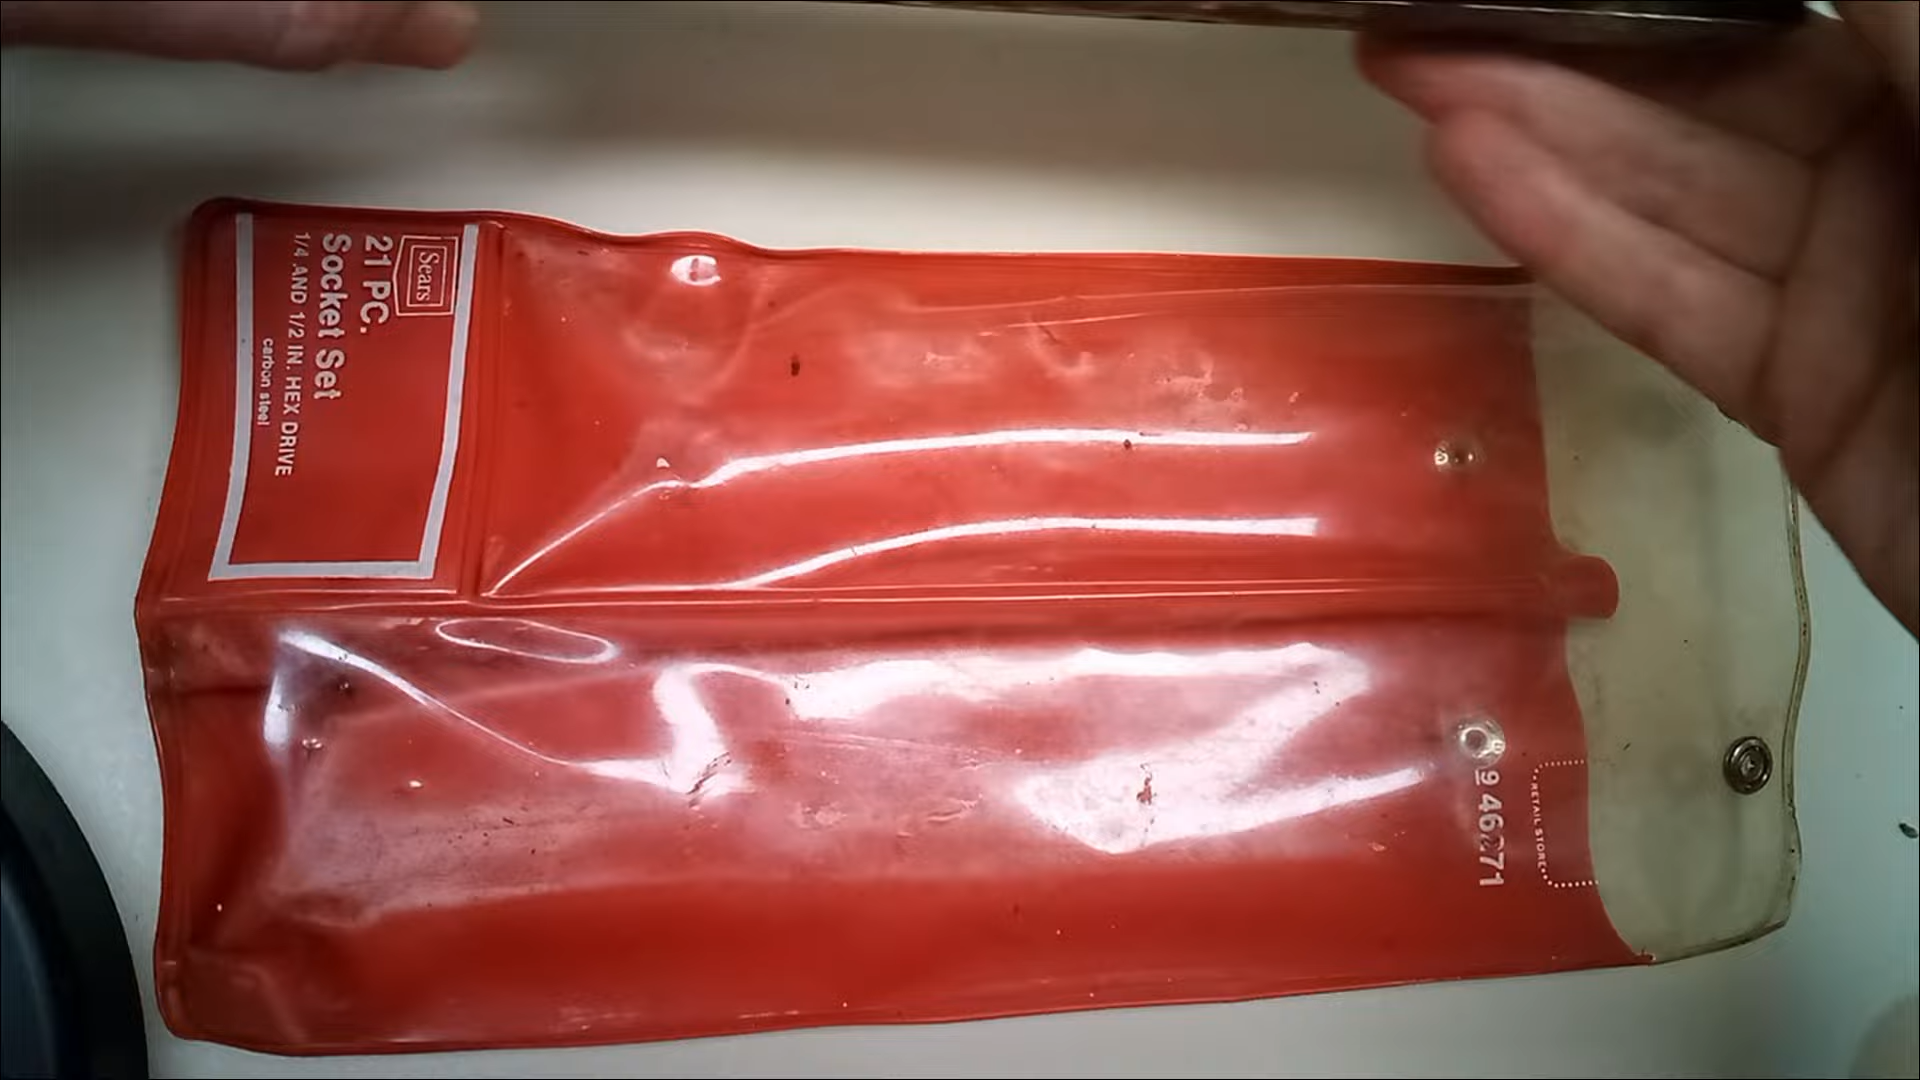 Sears
21 PC.
Socket Set
1/4 AND 1/2 IN. HEX DRIVE
carbon steel
RETAIL STORE